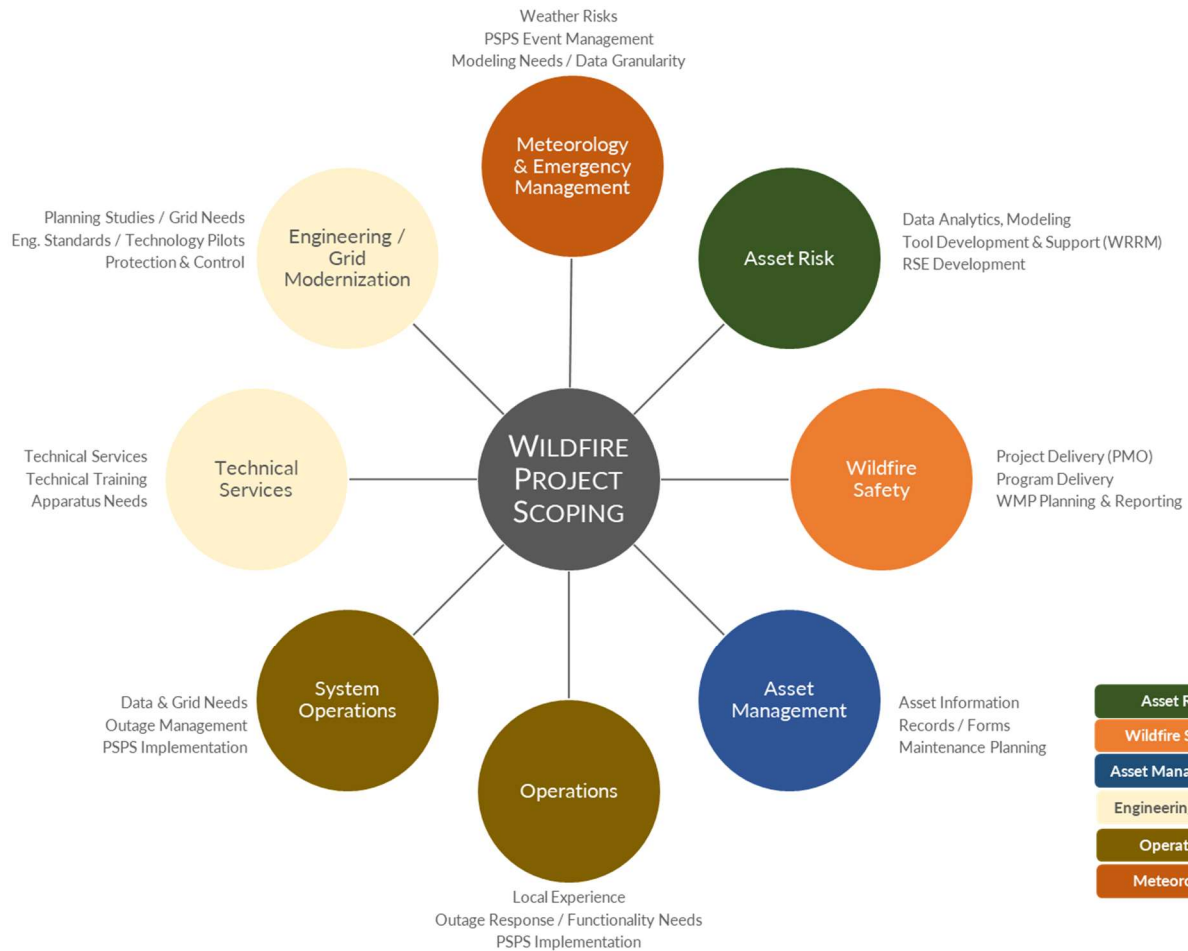 Weather Risks
PSPS Event Management
Modeling Needs / Data Granularity
Meteorology
& Emergency
Management
Planning Studies / Grid Needs
Eng. Standards / Technology Pilots
Protection & Control
Engineering /
Grid
Modernization
Asset Risk
Data Analytics, Modeling
Tool Development & Support (WRRM)
RSE Development
Technical Services
Technical Training
Apparatus Needs
Technical
Services
WILDFIRE
PROJECT
SCOPING
Wildfire
Safety
Project Delivery (PMO)
Program Delivery
WMP Planning & Reporting
Data & Grid Needs
Outage Management
PSPS Implementation
System
Operations
Operations
Local Experience
Outage Response / Functionality Needs
PSPS Implementation
Asset
Management
Asset Information
Records / Forms
Maintenance Planning
Asset
Wildfire
Asset